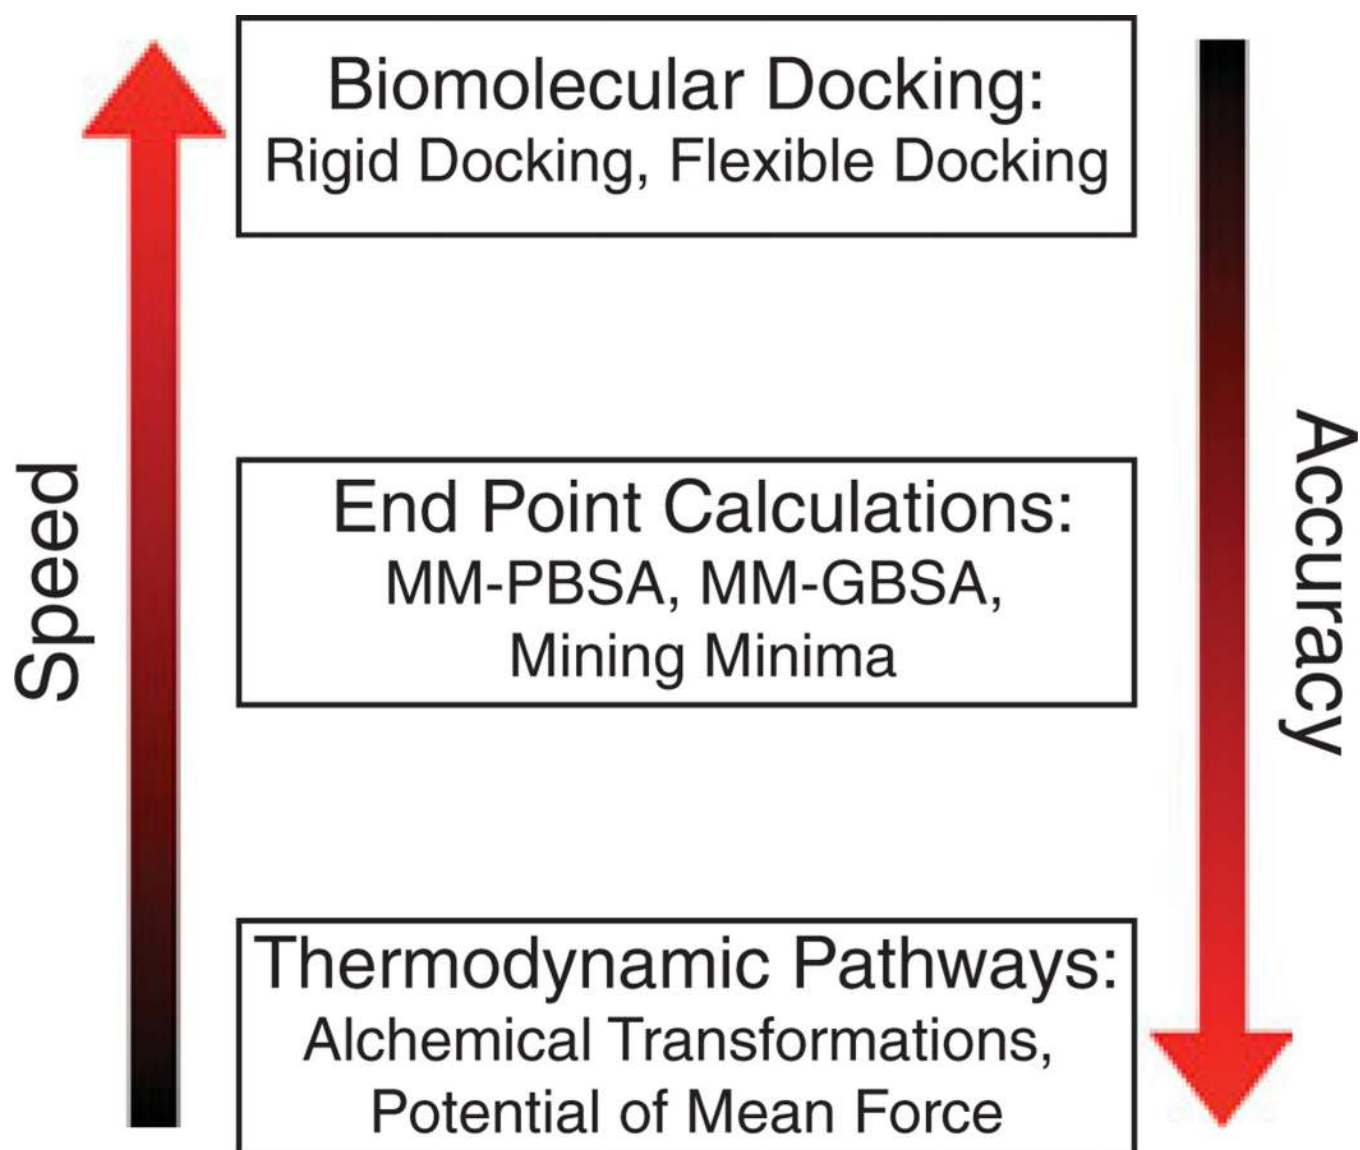 Biomolecular Docking:
Rigid Docking, Flexible Docking
Speed
End Point Calculations:
MM-PBSA, MM-GBSA,
Mining Minima
Accuracy
Thermodynamic Pathways:
Alchemical Transformations,
Potential of Mean Force